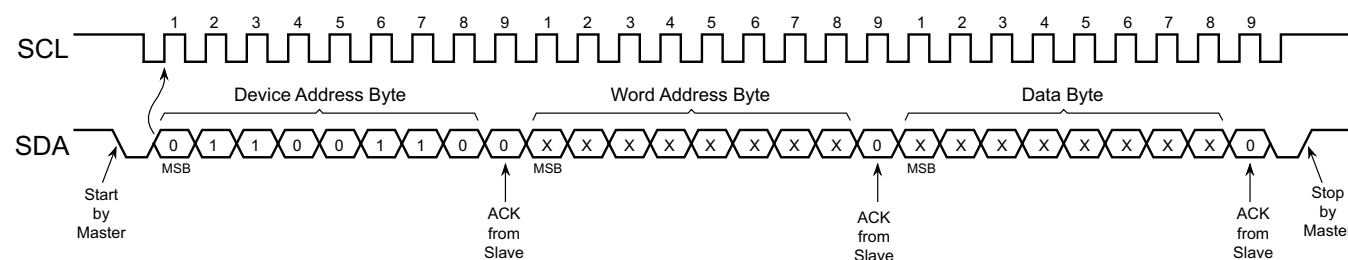 1 2 3 4 5 6 7 8 9 1 2 3 4 5 6 7 8 9 1 2 3 4 5 6 7 8 9
SCL
Device Address Byte Word Address Byte Data Byte
SDA 0 1 1 0 0 1 1 0 0 X X X X X X X X 0 X X X X X X X X 0
MSB MSB MSB
Start
by
Master
ACK
from
Slave
ACK
from
Slave
ACK
from
Slave
Stop
by
Master